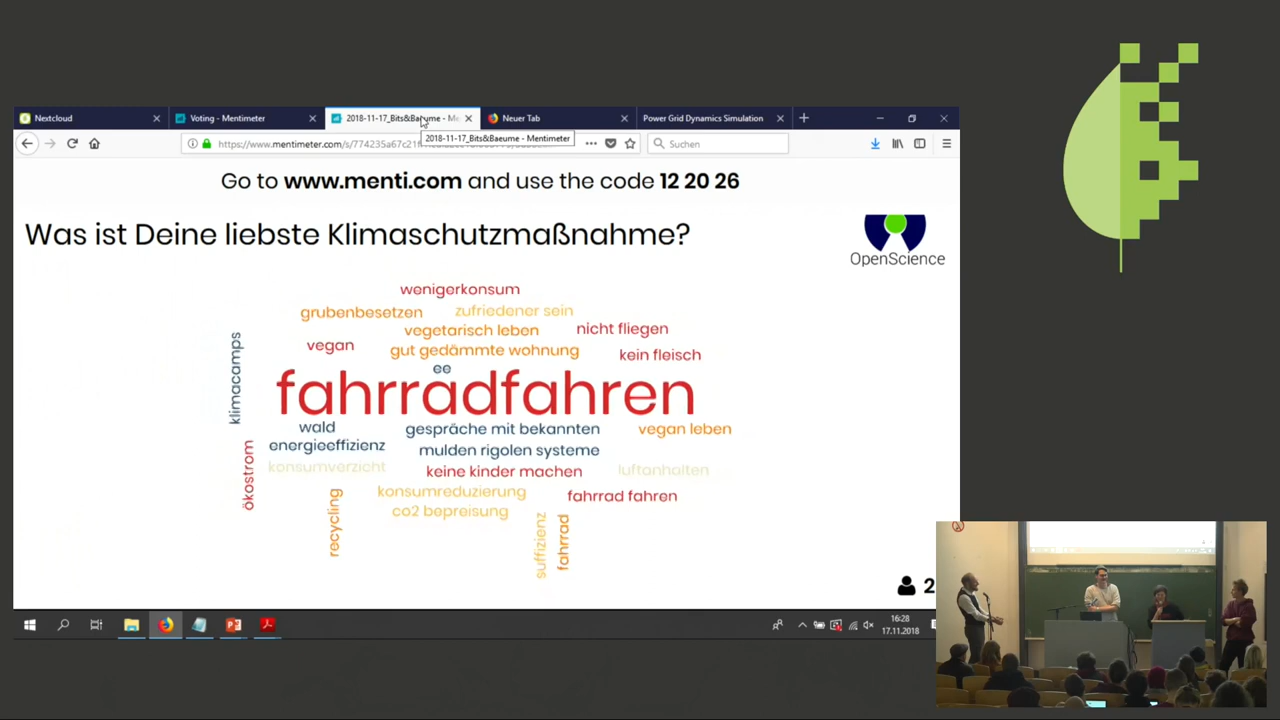 Nextcloud
Voting - Mentimeter
2018-11-17_Bits&Baeume - Me
Neuer Tab
Power Grid Dynamics Simulation
2018-11-17_Bits&Baeume - Mentimeter
Suchen
Go to www.menti.com and use the code 12 20 26
Was ist Deine liebste Klimaschutzmaßnahme?
OpenScience
wenigerkonsum
grubenbesetzen
zufriedener sein
vegetarisch leben
nicht fliegen
vegan
gut gedämmte wohnung
kein fleisch
klimacamps
ee
fahrradfahren
wald
gespräche mit bekannten
vegan leben
energieeffizienz
mulden rigolen systeme
ökostrom
konsumverzicht
keine kinder machen
luftanhalten
recycling
konsumreduzierung
fahrrad fahren
co2 bepreisung
suffizienz
fahrrad
2
16:28
17.11.2018